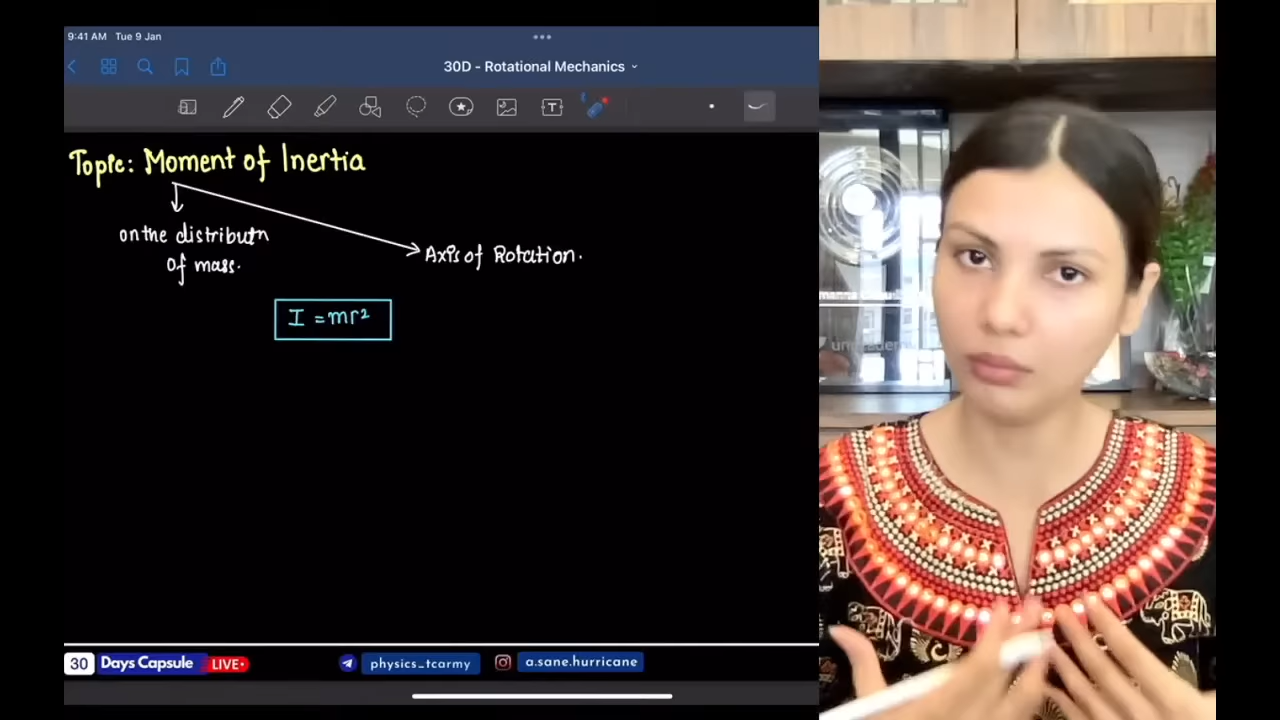 9:41 AM Tue 9 Jan
30D - Rotational Mechanics
T
Topic: Moment of Inertia
on the distributn
of mass.
Axis of Rotation.
I = mr²
30 Days Capsule LIVE
physics_tcarmy
a.sane.hurricane